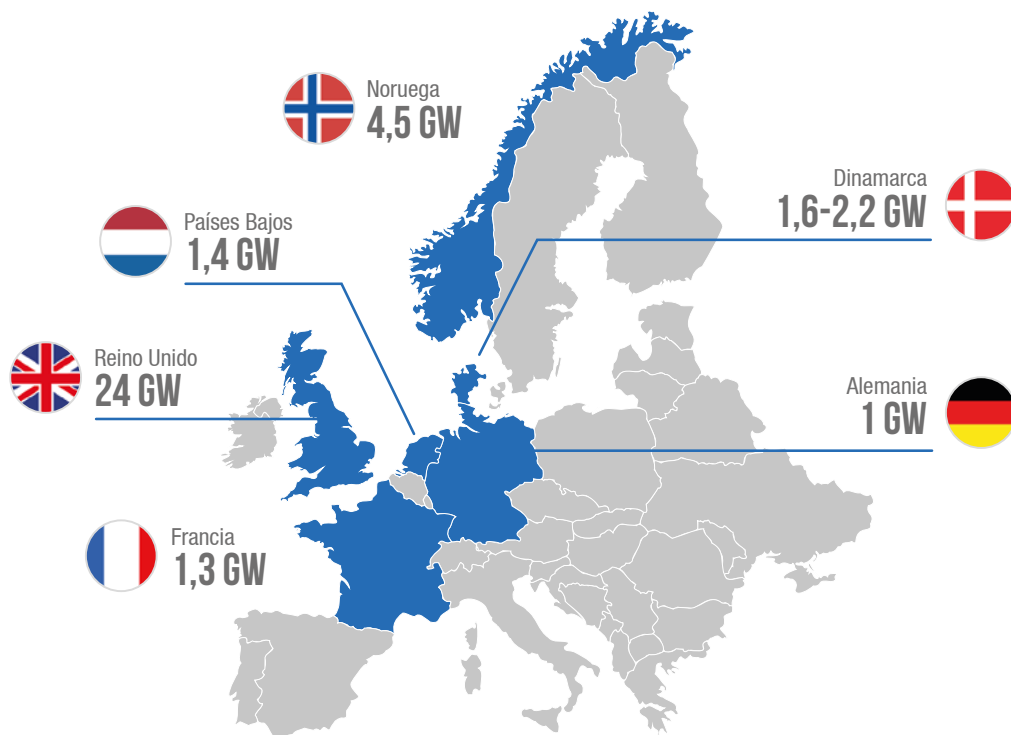 Noruega
4,5 GW
Dinamarca
1,6-2,2 GW
Países Bajos
1,4 GW
Reino Unido
24 GW
Alemania
1 GW
Francia
1,3 GW